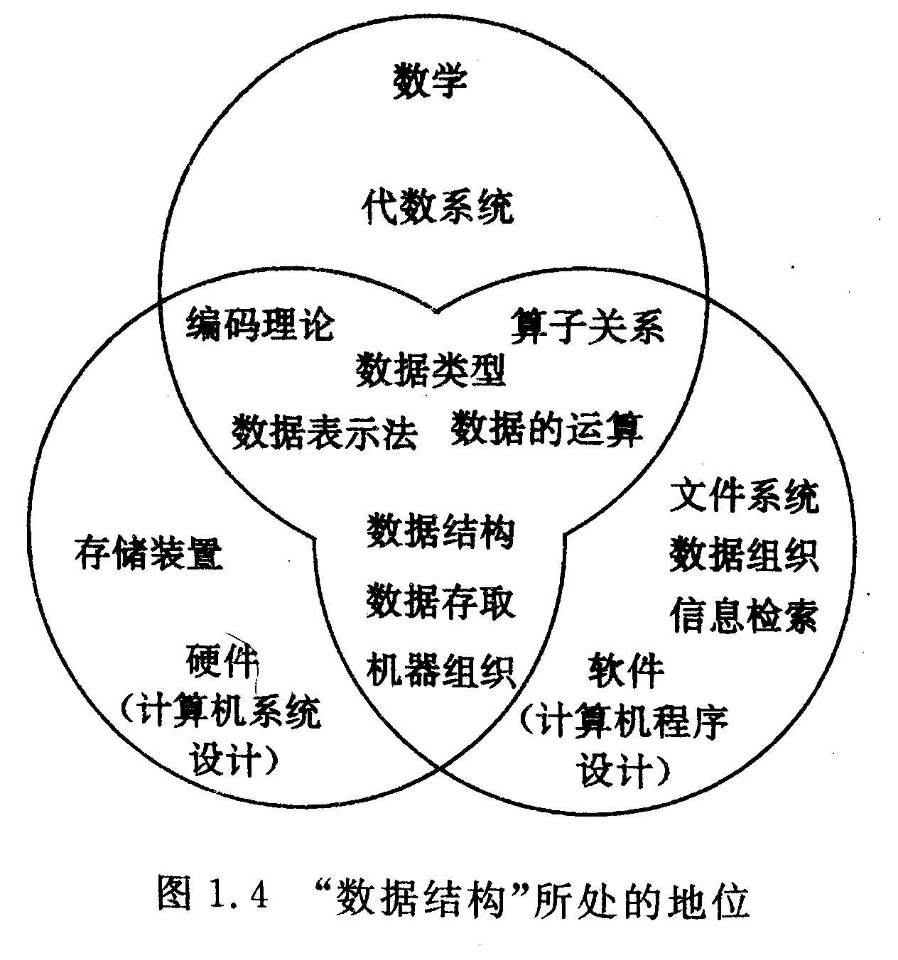 数学
代数系统
编码理论
算子关系
数据类型
数据表示法
数据的运算
文件系统
数据组织
信息检索
存储装置
数据结构
数据存取
机器组织
硬件
(计算机系统
设计)
软件
(计算机程序
设计)
图 1.4 “数据结构”所处的地位